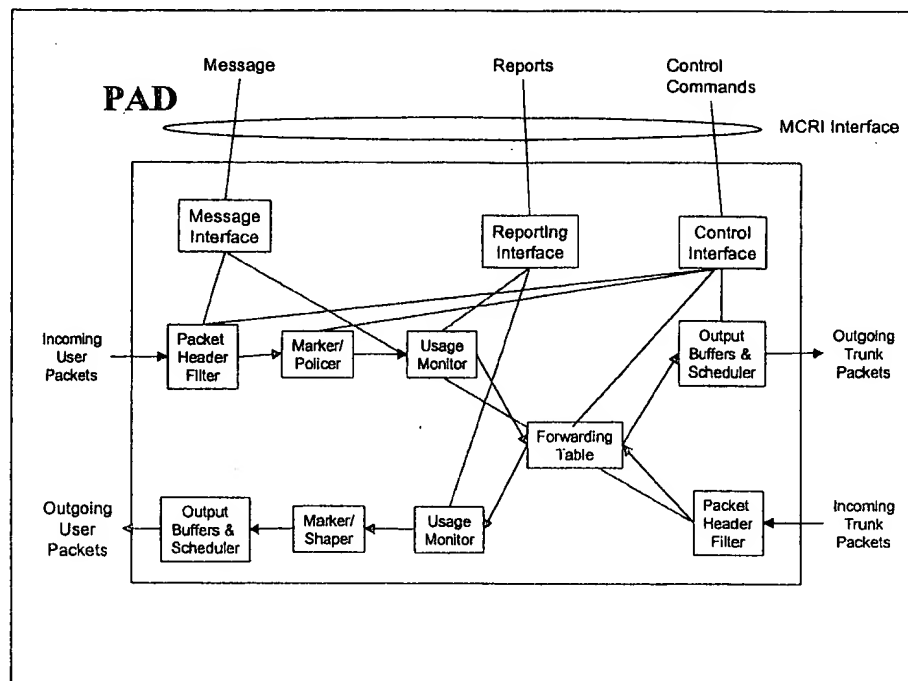 Message
Reports
Control
Commands
PAD
MCRI Interface
Message
Interface
Reporting
Interface
Control
Interface
Incoming
User
Packets
Packet
Header
Filter
Marker/
Policer
Usage
Monitor
Output
Buffers &
Scheduler
Outgoing
Trunk
Packets
Forwarding
Table
Outgoing
User
Packets
Output
Buffers &
Scheduler
Marker/
Shaper
Usage
Monitor
Packet
Header
Filter
Incoming
Trunk
Packets